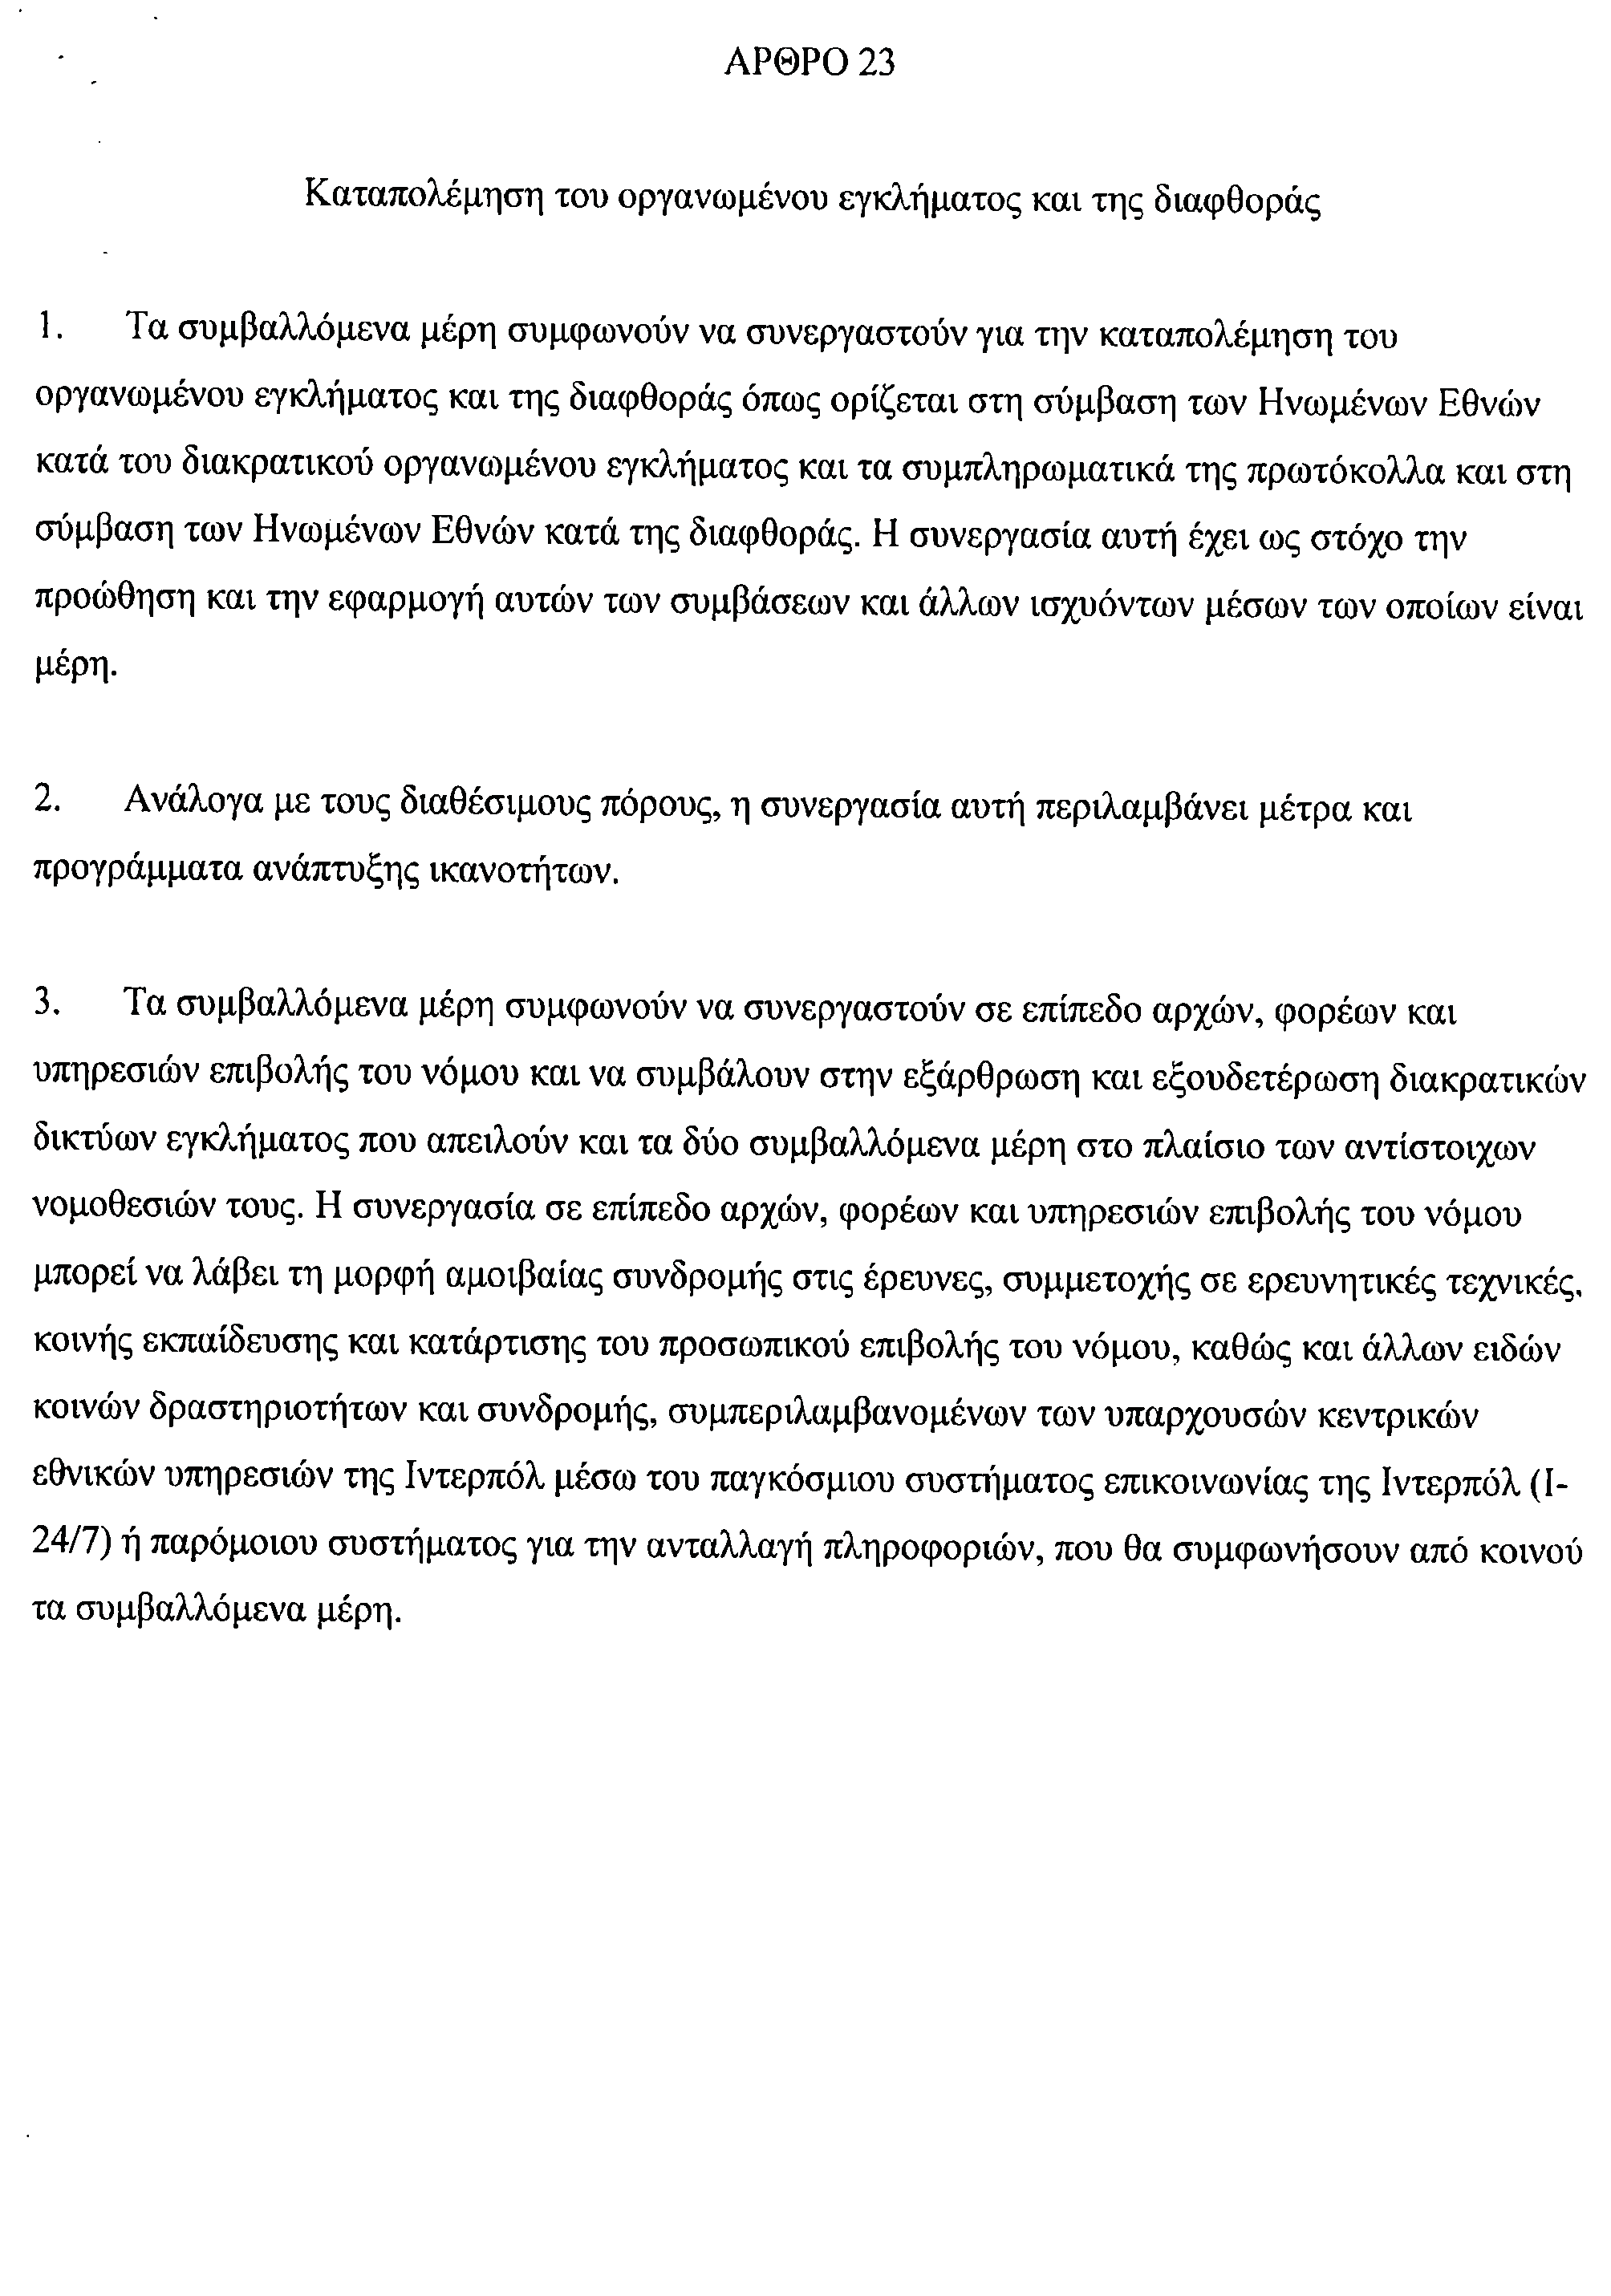 ΑΡΘΡΟ 23
Καταπολέμηση του οργανωμένου εγκλήματος και της διαφθοράς
1. Τα συμβαλλόμενα μέρη συμφωνούν να συνεργαστούν για την καταπολέμηση του
οργανωμένου εγκλήματος και της διαφθοράς όπως ορίζεται στη σύμβαση των Ηνωμένων Εθνών
κατά του διακρατικού οργανωμένου εγκλήματος και τα συμπληρωματικά της πρωτόκολλα και στη
σύμβαση των Ηνωμένων Εθνών κατά της διαφθοράς. Η συνεργασία αυτή έχει ως στόχο την
προώθηση και την εφαρμογή αυτών των συμβάσεων και άλλων ισχυόντων μέσων των οποίων είναι
μέρη.
2. Ανάλογα με τους διαθέσιμους πόρους, η συνεργασία αυτή περιλαμβάνει μέτρα και
προγράμματα ανάπτυξης ικανοτήτων.
3. Τα συμβαλλόμενα μέρη συμφωνούν να συνεργαστούν σε επίπεδο αρχών, φορέων και
υπηρεσιών επιβολής του νόμου και να συμβάλουν στην εξάρθρωση και εξουδετέρωση διακρατικών
δικτύων εγκλήματος που απειλούν και τα δύο συμβαλλόμενα μέρη στο πλαίσιο των αντίστοιχων
νομοθεσιών τους. Η συνεργασία σε επίπεδο αρχών, φορέων και υπηρεσιών επιβολής του νόμου
μπορεί να λάβει τη μορφή αμοιβαίας συνδρομής στις έρευνες, συμμετοχής σε ερευνητικές τεχνικές,
κοινής εκπαίδευσης και κατάρτισης του προσωπικού επιβολής του νόμου, καθώς και άλλων ειδών
κοινών δραστηριοτήτων και συνδρομής, συμπεριλαμβανομένων των υπαρχουσών κεντρικών
εθνικών υπηρεσιών της Ιντερπόλ μέσω του παγκόσμιου συστήματος επικοινωνίας της Ιντερπόλ (I-
24/7) ή παρόμοιου συστήματος για την ανταλλαγή πληροφοριών, που θα συμφωνήσουν από κοινού
τα συμβαλλόμενα μέρη.